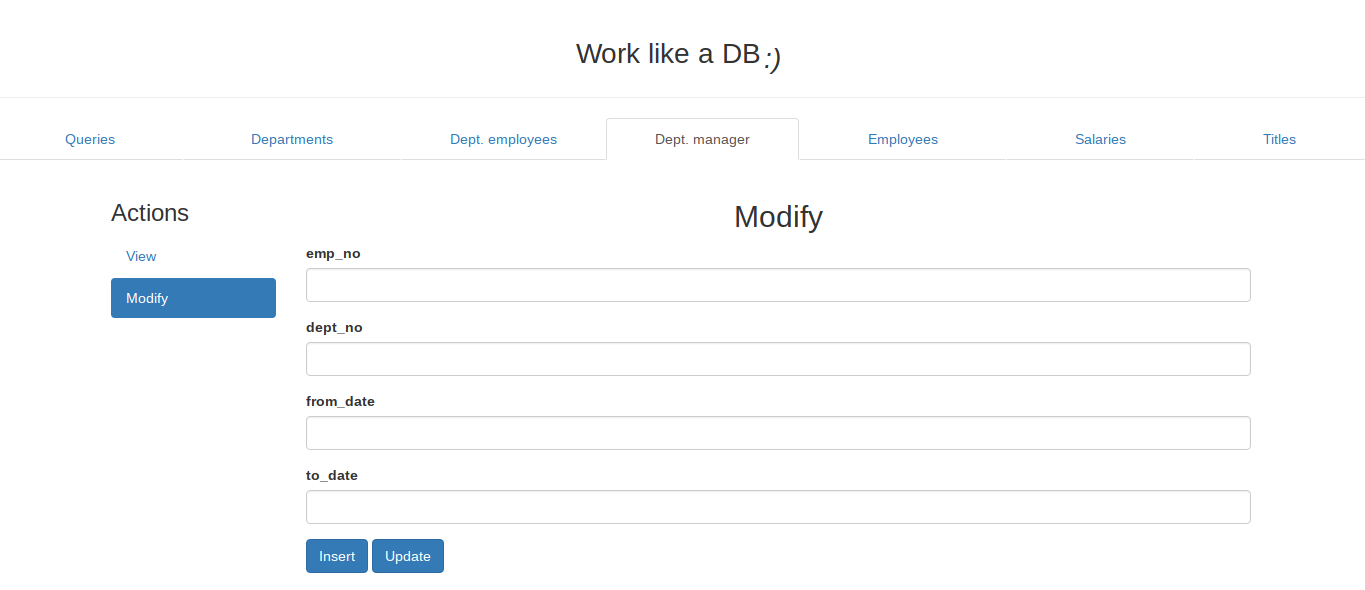 Work like a DB :)
Queries Departments Dept. employees Dept. manager Employees Salaries Titles
Actions
View
Modify
Modify
emp_no
dept_no
from_date
to_date
Insert Update